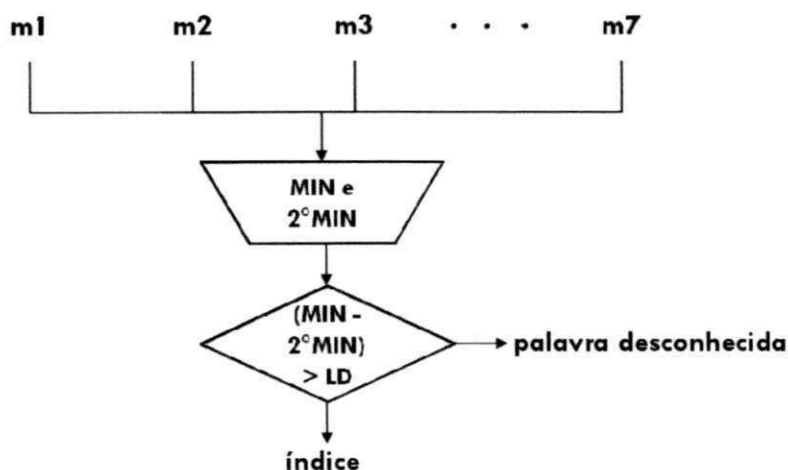 m1 m2 m3 . . . m7
MIN e
2°MIN
(MIN -
2°MIN)
> LD
palavra desconhecida
índice